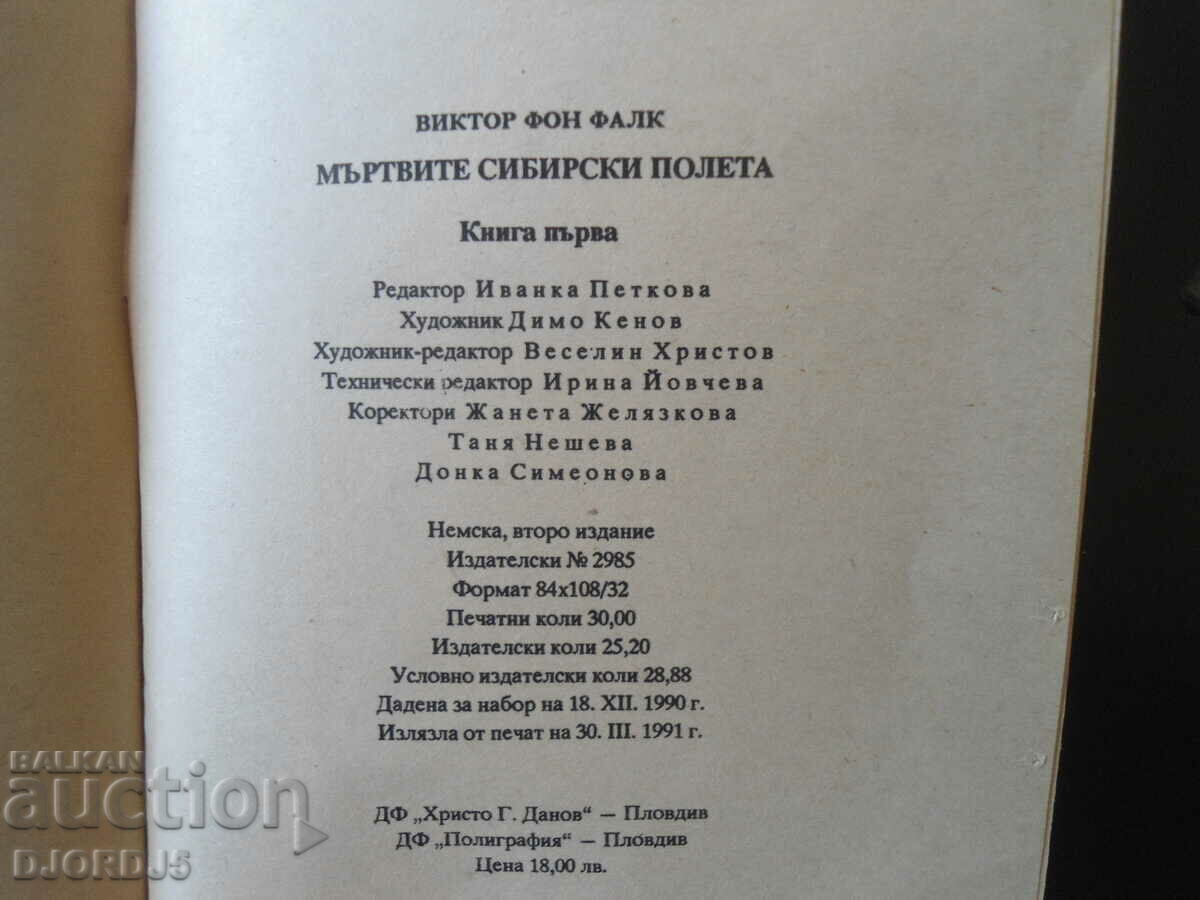 ВИКТОР ФОН ФАЛК
МЪРТВИТЕ СИБИРСКИ ПОЛЕТА
Книга първа
Редактор Иванка Петкова
Художник Димо Кенов
Художник-редактор Веселин Христов
Технически редактор Ирина Йовчева
Коректори Жанета Желязкова
Таня Нешева
Донка Симеонова
Немска, второ издание
Издателски № 2985
Формат 84x108/32
Печатни коли 30,00
Издателски коли 25,20
Условно издателски коли 28,88
Дадена за набор на 18. XII. 1990 г.
Излязла от печат на 30. III. 1991 г.
ДФ „Христо Г. Данов“ — Пловдив
ДФ „Полиграфия“ — Пловдив
Цена 18,00 лв.
BALKAN
auction
DJORDJ5